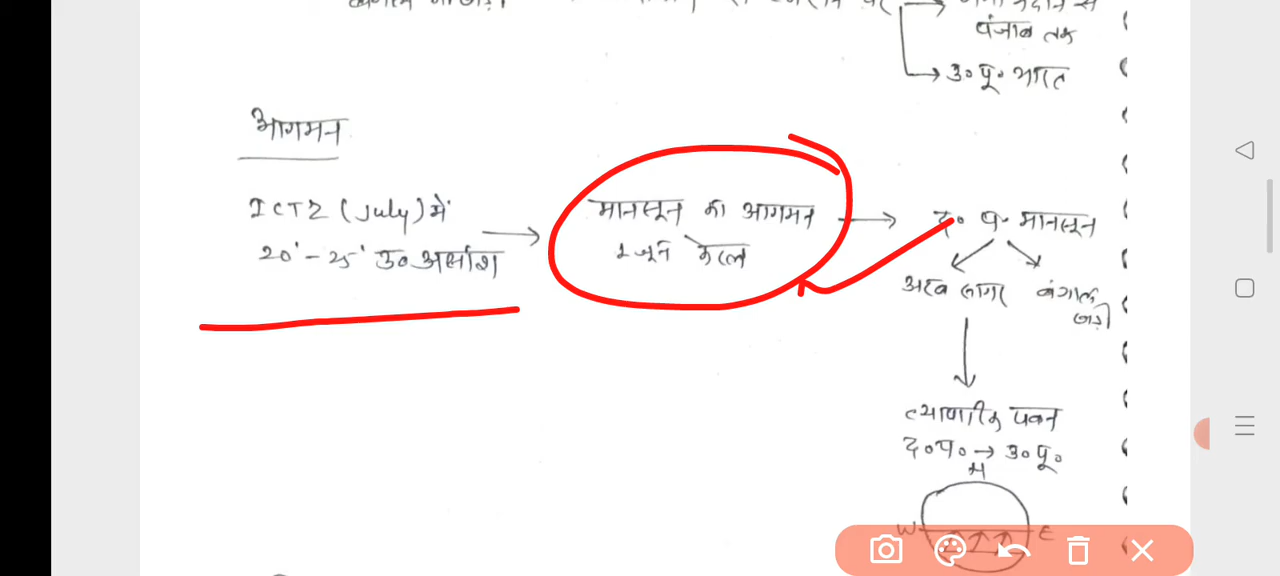 पंजाब तक
उ० पू० भारत
आगमन
ICTZ (July) में
20° - 25° उ० अक्षांश
मानसून का आगमन
1 जून केरल
द० प० मानसून
अरब सागर
बंगाल
खाड़ी
व्यापारिक पवन
द०प० → उ०पू०
W
E